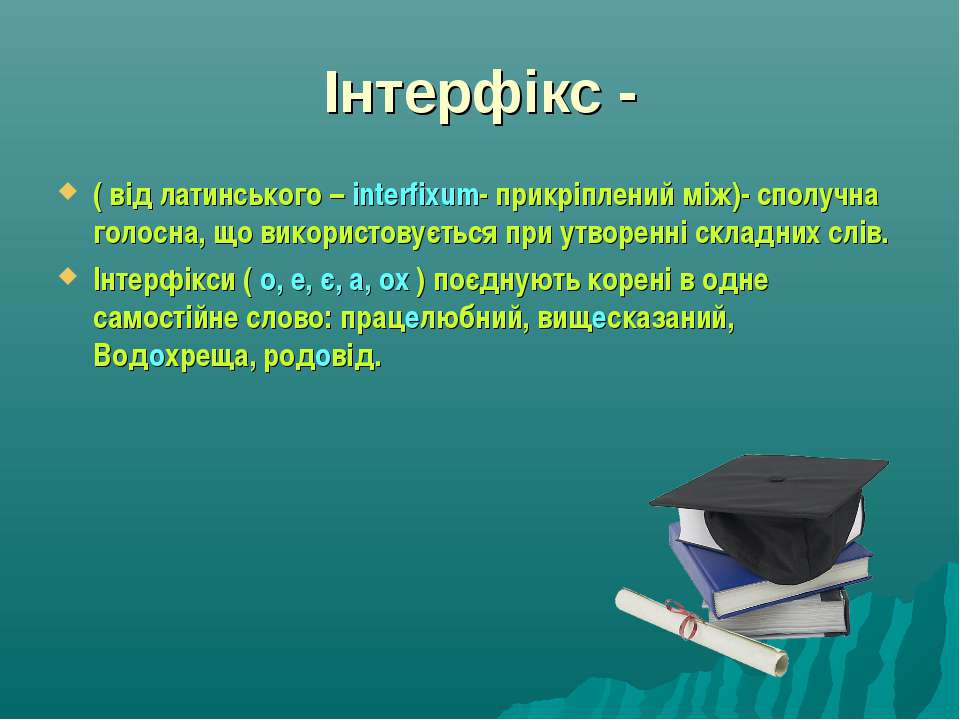 Інтерфікс -
( від латинського – interfixum- прикріплений між)- сполучна
голосна, що використовується при утворенні складних слів.
Інтерфікси ( о, е, є, а, ох ) поєднують корені в одне
самостійне слово: працелюбний, вищесказаний,
Водохреща, родовід.